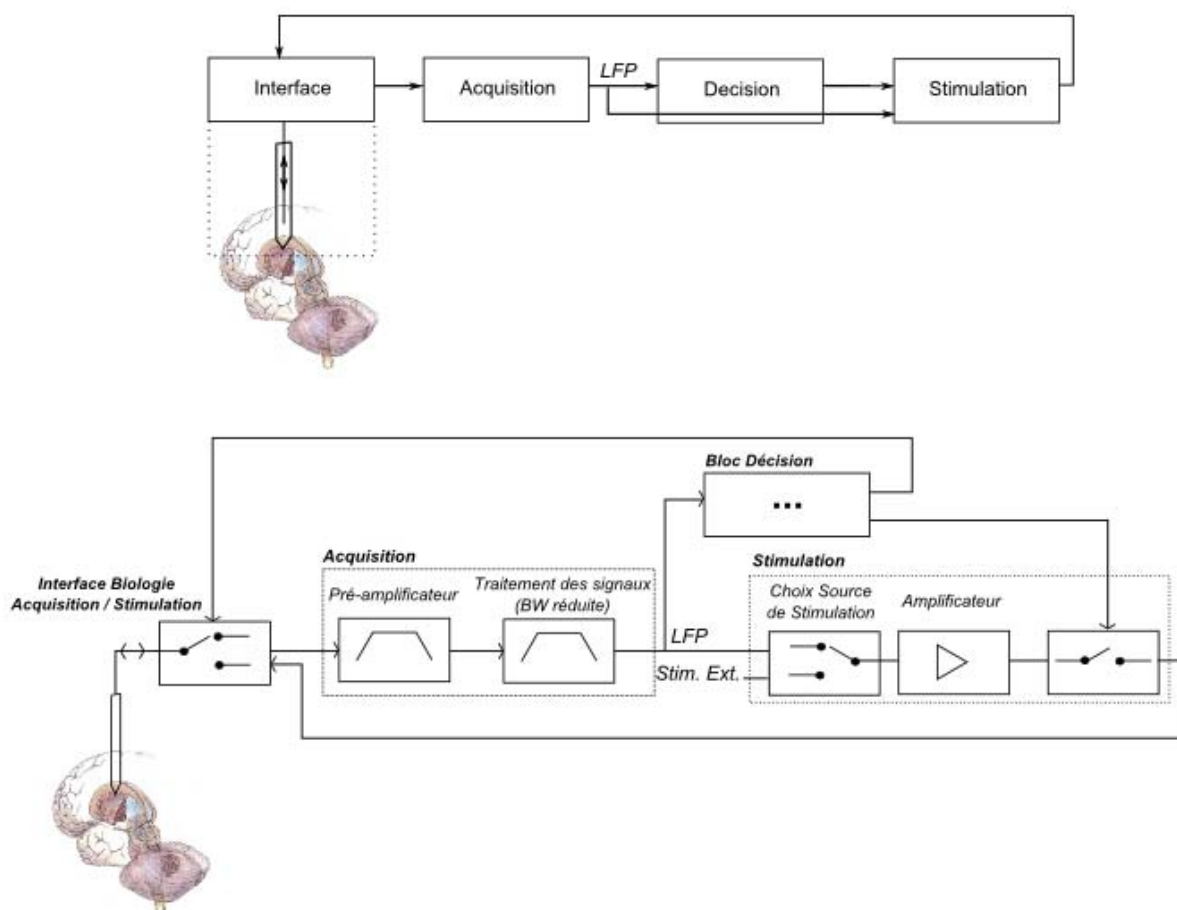 Interface
Acquisition
LFP
Decision
Stimulation
Bloc Décision
...
Interface Biologie
Acquisition / Stimulation
Acquisition
Pré-amplificateur
Traitement des signaux
(BW réduite)
LFP
Stim. Ext.
Stimulation
Choix Source
de Stimulation
Amplificateur